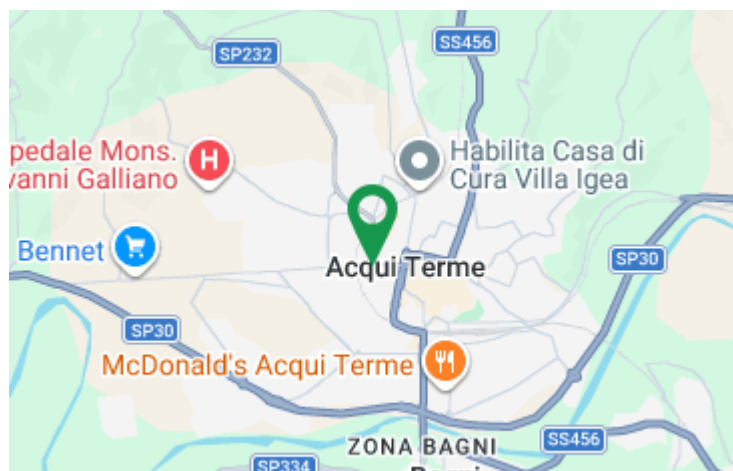 SS456
SP232
pedale Mons.
vanni Galliano
H
Habilita Casa di
Cura Villa Igea
Bennet
Acqui Terme
SP30
SP30
McDonald's Acqui Terme
ZONA BAGNI
SS456
SP334